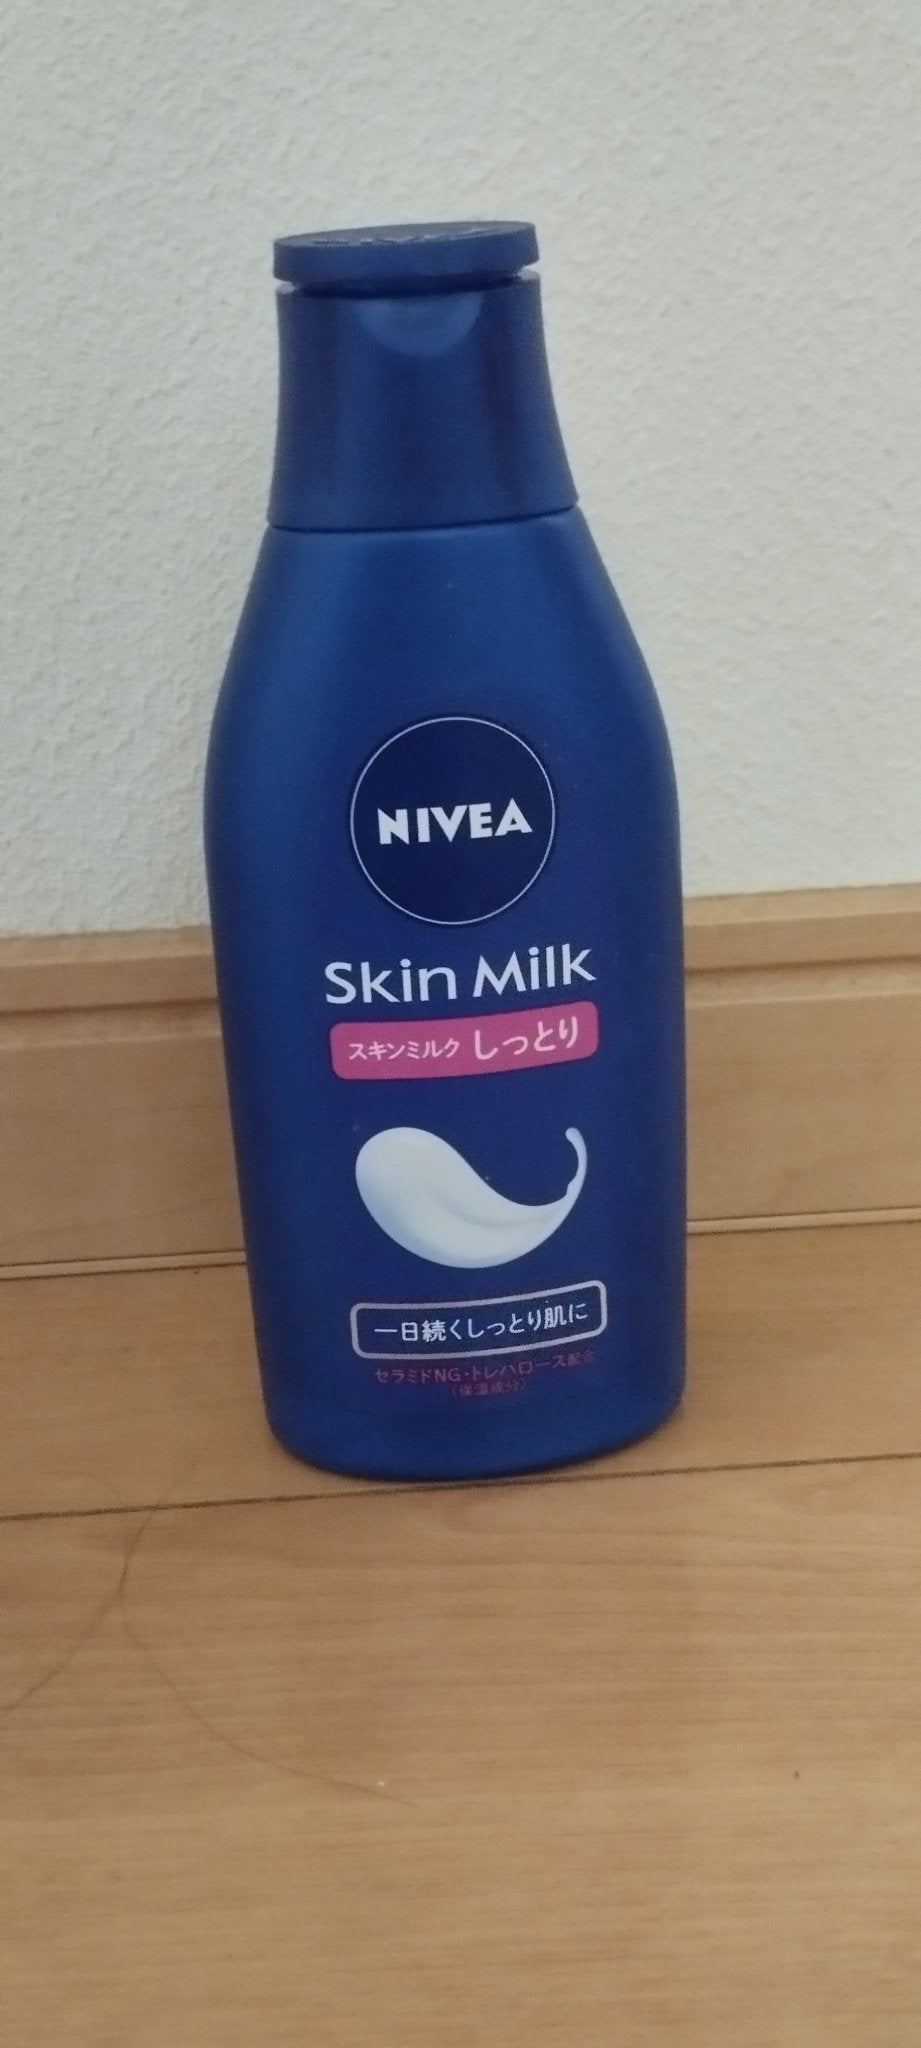 NIVEA
Skin Milk
スキンミルク しっとり
一日続くしっとり肌に
セラミドNG・トレハロース配合
(保湿成分)